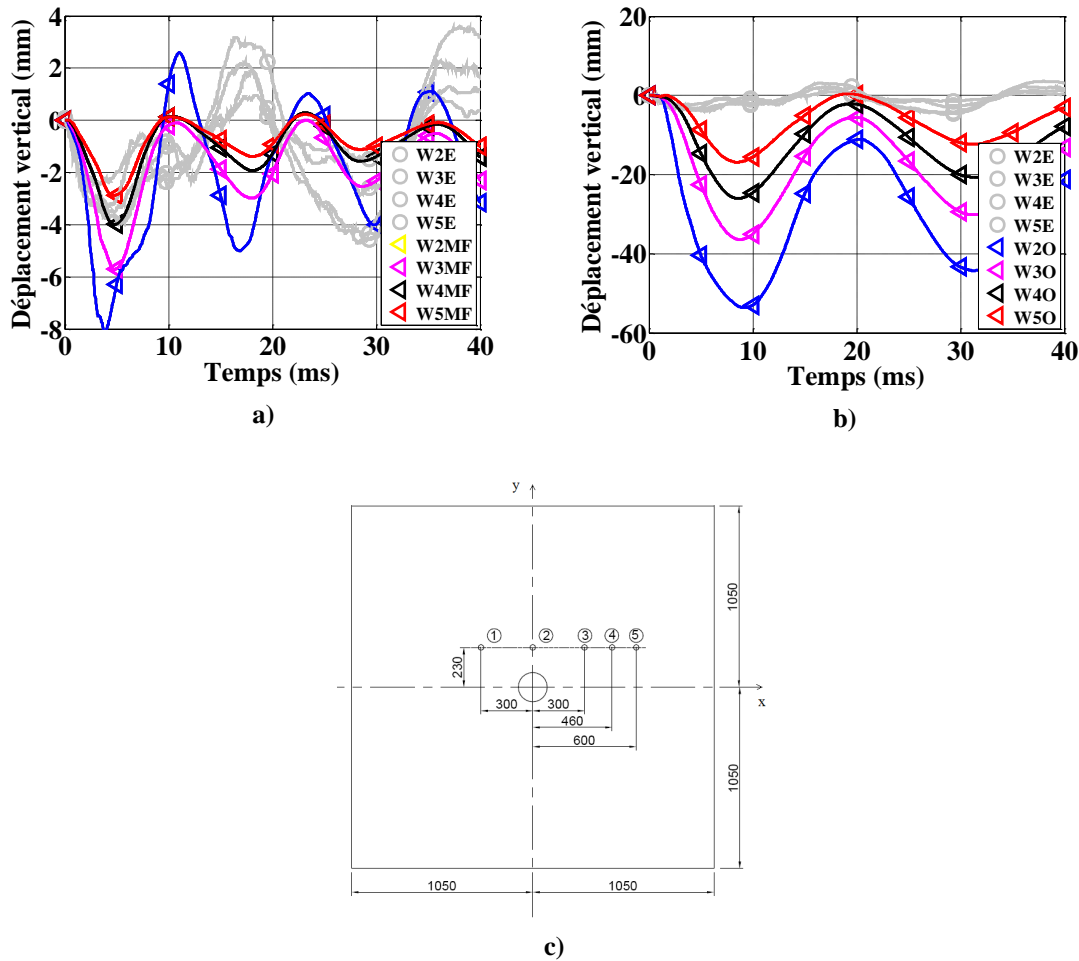 4
2
0
-2
-4
-6
-8
0
10
20
30
40
Déplacement vertical (mm)
Temps (ms)
W2E
W3E
W4E
W5E
W2MF
W3MF
W4MF
W5MF
a)
20
0
-20
-40
-60
0
10
20
30
40
Déplacement vertical (mm)
Temps (ms)
W2E
W3E
W4E
W5E
W2O
W3O
W4O
W5O
b)
y
x
1
2
3
4
5
230
300
300
460
600
1050
1050
1050
1050
c)